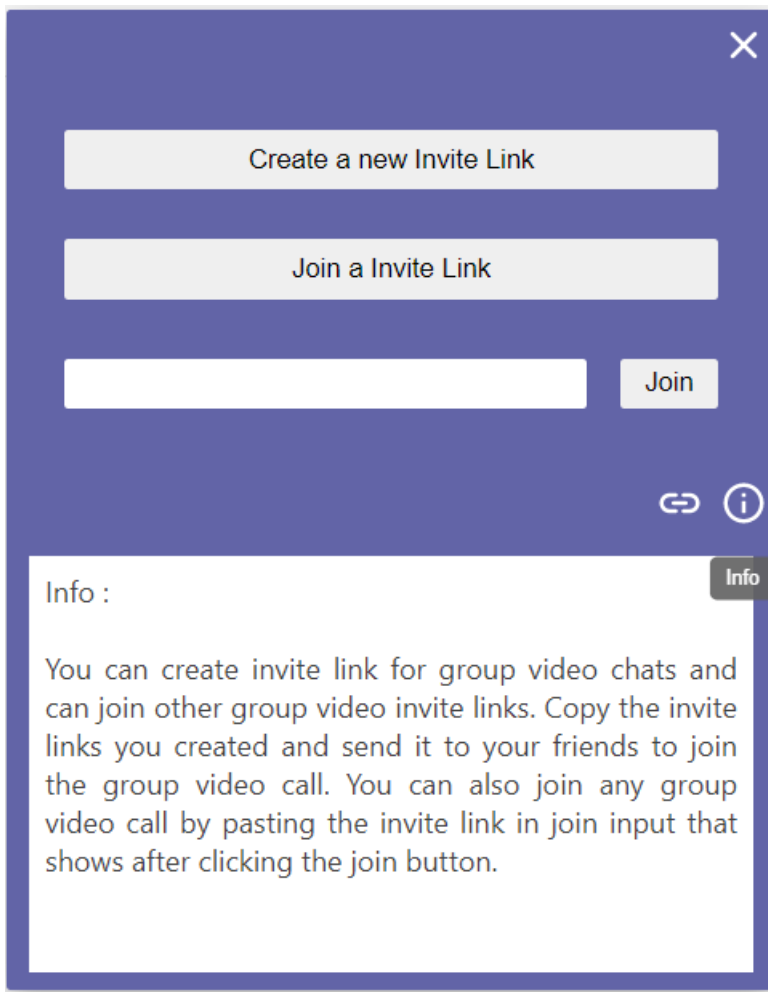 Create a new Invite Link
Join a Invite Link
Join
Info
Info :
You can create invite link for group video chats and
can join other group video invite links. Copy the invite
links you created and send it to your friends to join
the group video call. You can also join any group
video call by pasting the invite link in join input that
shows after clicking the join button.